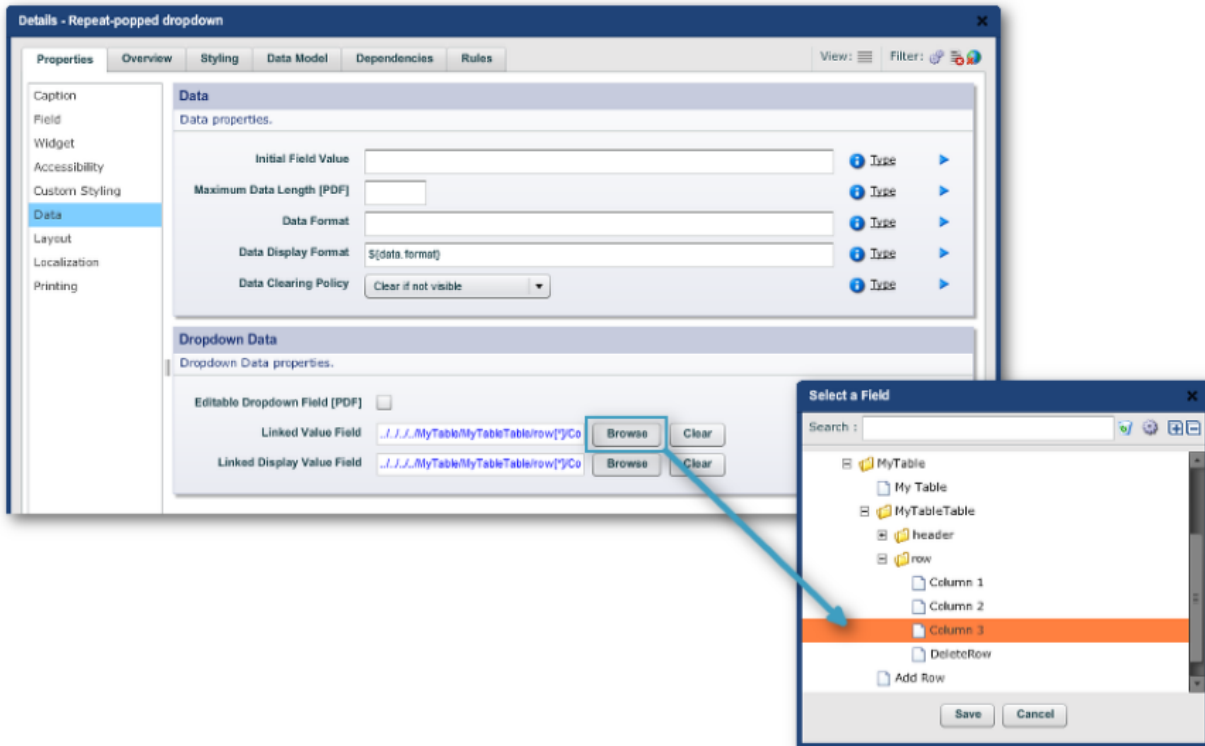 Details - Repeat-popped dropdown
Properties Overview Styling Data Model Dependencies Rules View: Filter:
Caption
Field
Widget
Accessibility
Custom Styling
Data
Layout
Localization
Printing
Data
Data properties.
Initial Field Value Type
Maximum Data Length [PDF] Type
Data Format Type
Data Display Format ${data.format} Type
Data Clearing Policy Clear if not visible Type
Dropdown Data
Dropdown Data properties.
Editable Dropdown Field [PDF]
Linked Value Field ../../../../MyTable/MyTableTable/row[*]/Co Browse Clear
Linked Display Value Field ../../../../MyTable/MyTableTable/row[*]/Co Browse Clear
Select a Field
Search :
MyTable
My Table
MyTableTable
header
row
Column 1
Column 2
Column 3
DeleteRow
Add Row
Save Cancel